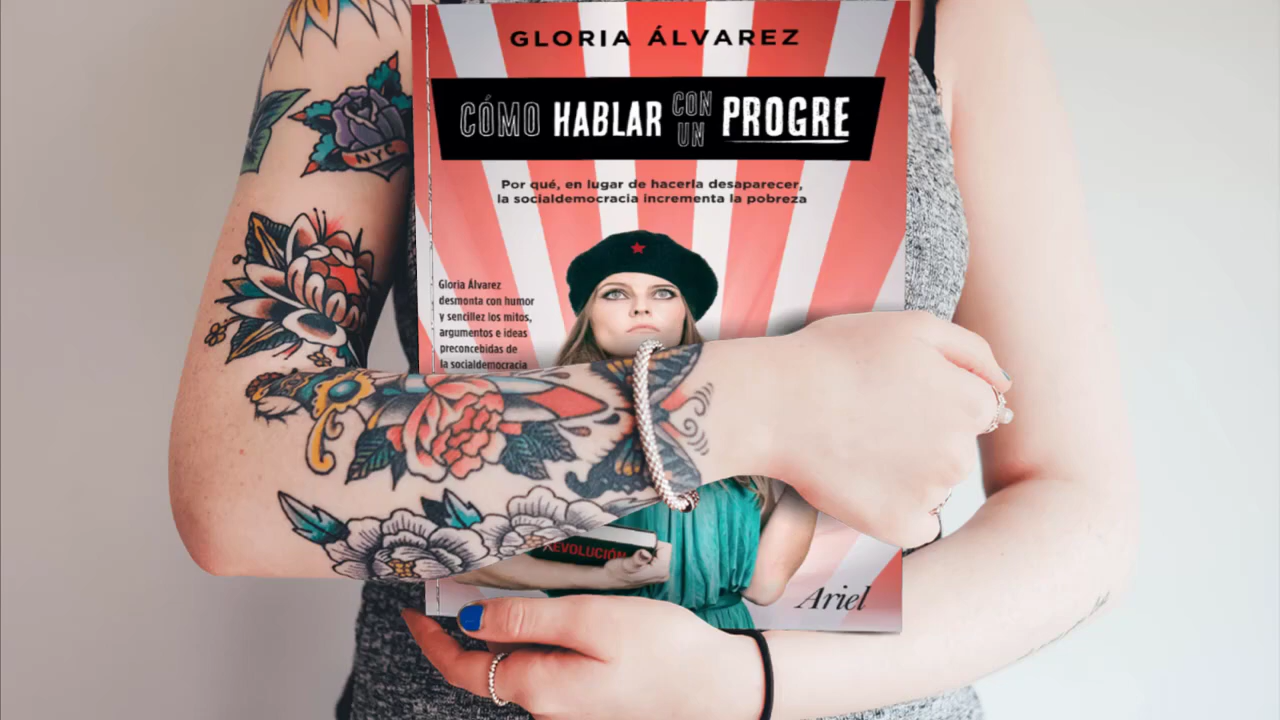 GLORIA ÁLVAREZ
CÓMO HABLAR CON UN PROGRE
Por qué, en lugar de hacerla desaparecer,
la socialdemocracia incrementa la pobreza
Gloria Álvarez
desmonta con humor
y sencillez los mitos,
argumentos e ideas
preconcebidas de
la socialdemocracia
NYC
REVOLUCIÓN
Ariel